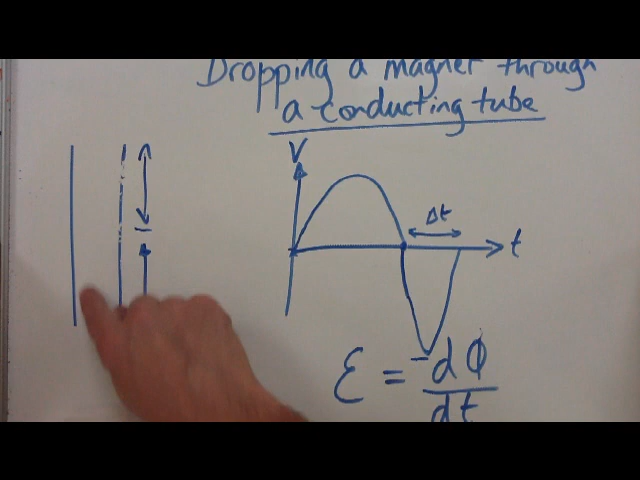 Dropping a magnet through
a conducting tube
V
Δt
t
ε = -dΦ
dt